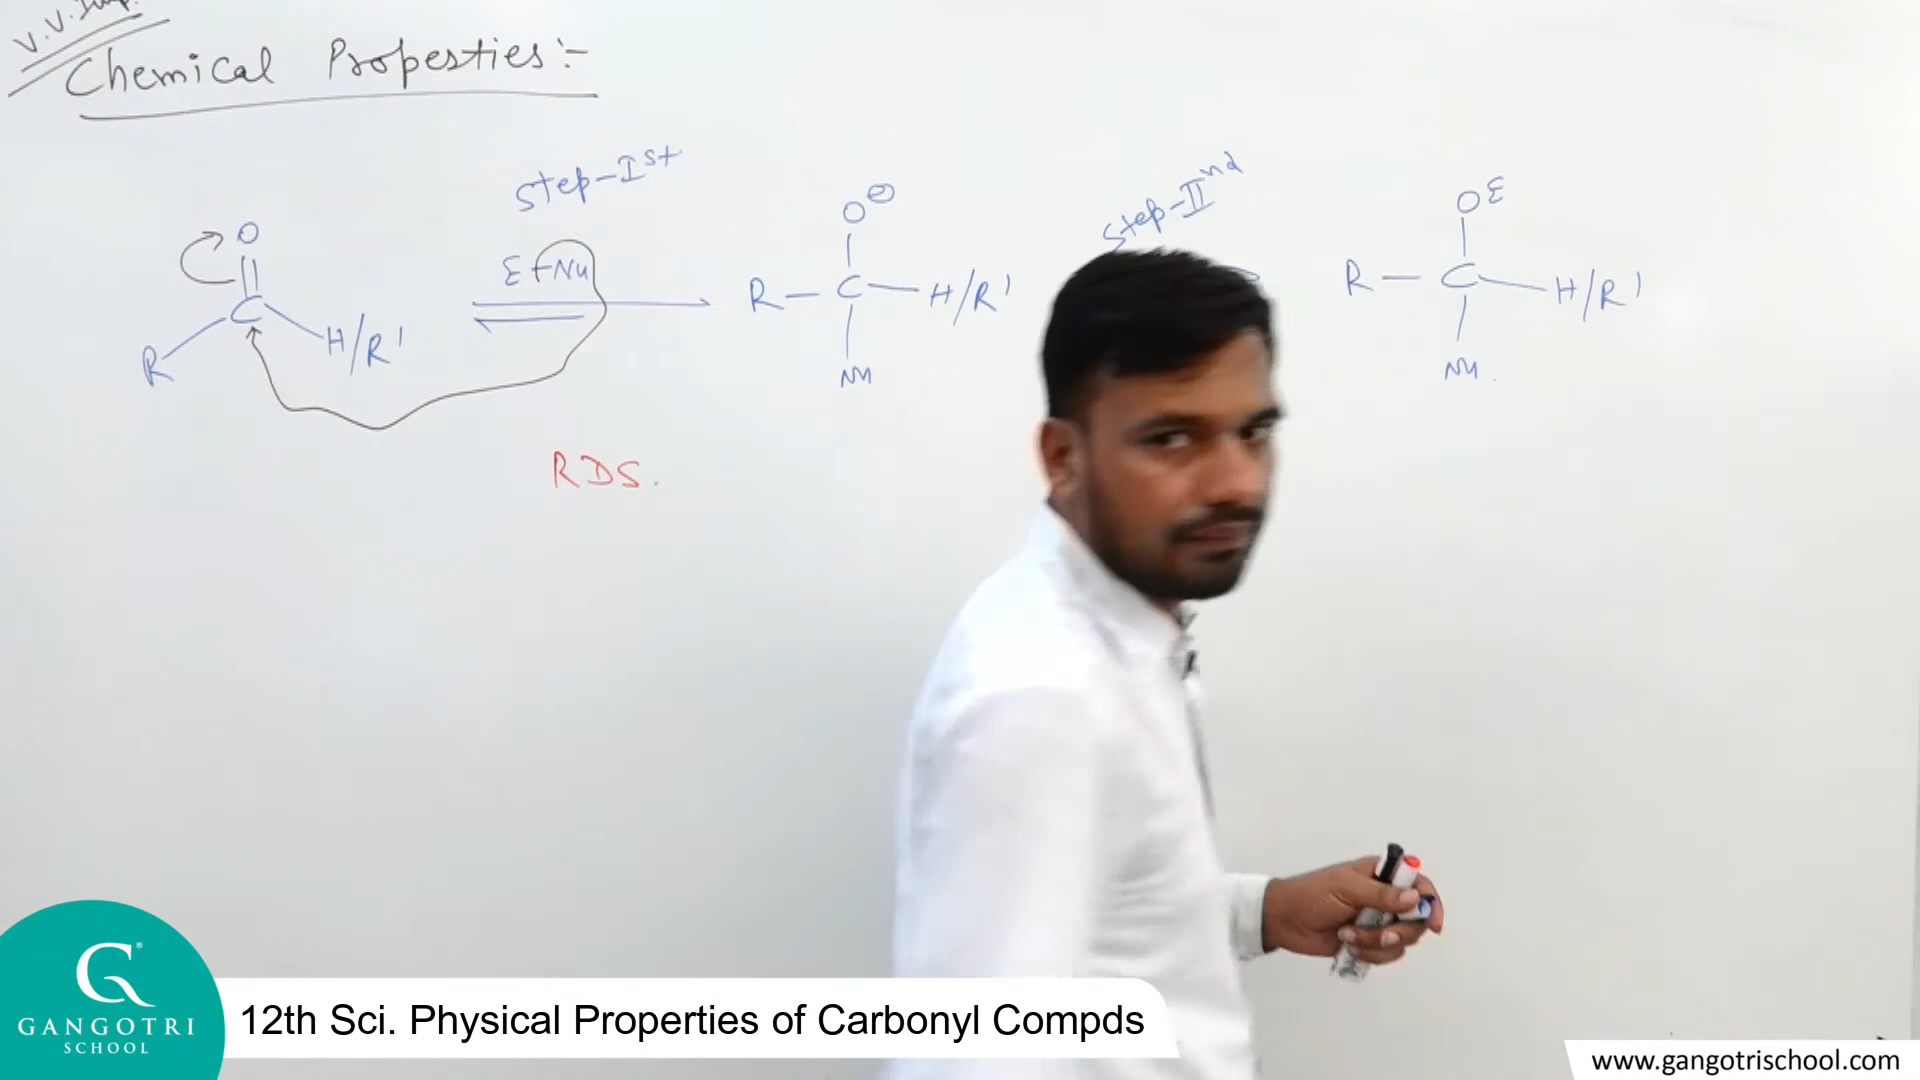 V.V. Imp.
Chemical Properties :-
Step-Ist
Step-IInd
O
C
R
H/R'
E-Nu
O⊖
R-C-H/R'
Nu
OE
R-C-H/R'
Nu.
RDS.
GANGOTRI
SCHOOL
12th Sci. Physical Properties of Carbonyl Compds
www.gangotrischool.com